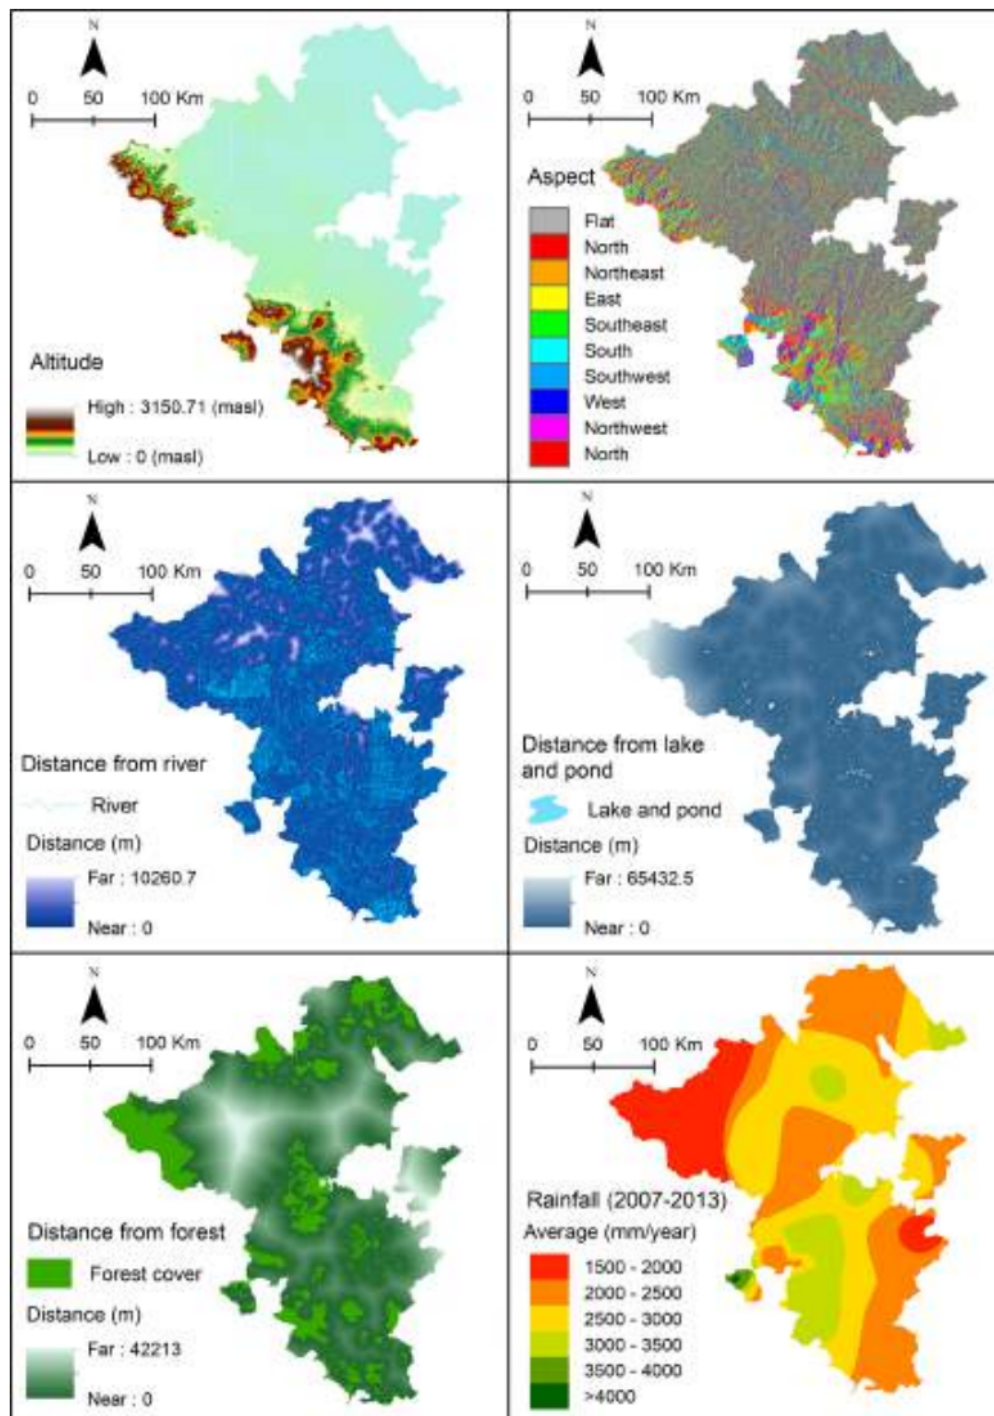 N
0 50 100 Km
Altitude
High : 3150.71 (masl)
Low : 0 (masl)
N
0 50 100 Km
Aspect
Flat
North
Northeast
East
Southeast
South
Southwest
West
Northwest
North
N
0 50 100 Km
Distance from river
River
Distance (m)
Far : 10260.7
Near : 0
N
0 50 100 Km
Distance from lake
and pond
Lake and pond
Distance (m)
Far : 65432.5
Near : 0
N
0 50 100 Km
Distance from forest
Forest cover
Distance (m)
Far : 42213
Near : 0
N
0 50 100 Km
Rainfall (2007-2013)
Average (mm/year)
1500 - 2000
2000 - 2500
2500 - 3000
3000 - 3500
3500 - 4000
>4000